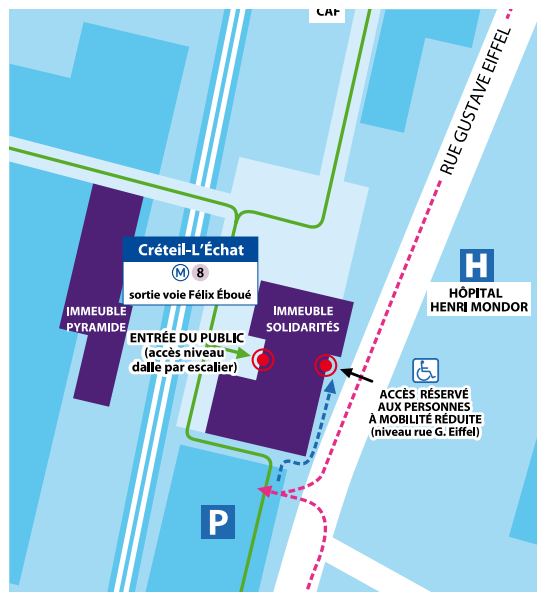 CAF
RUE GUSTAVE EIFFEL
Créteil-L'Échat
M 8
sortie voie Félix Éboué
H
HÔPITAL
HENRI MONDOR
IMMEUBLE
PYRAMIDE
IMMEUBLE
SOLIDARITÉS
ENTRÉE DU PUBLIC
(accès niveau
dalle par escalier)
ACCÈS RÉSERVÉ
AUX PERSONNES
À MOBILITÉ RÉDUITE
(niveau rue G. Eiffel)
P